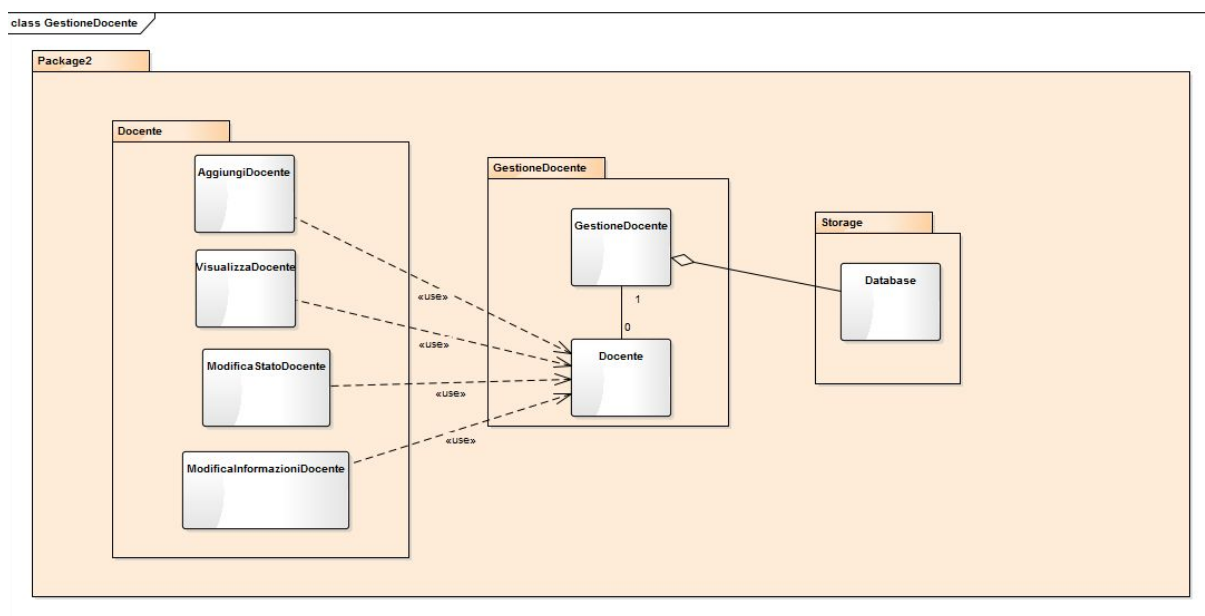 class GestioneDocente
Package2
Docente
AggiungiDocente
VisualizzaDocente
ModificaStatoDocente
ModificaInformazioniDocente
«use»
«use»
«use»
«use»
GestioneDocente
GestioneDocente
1
0
Docente
Storage
Database